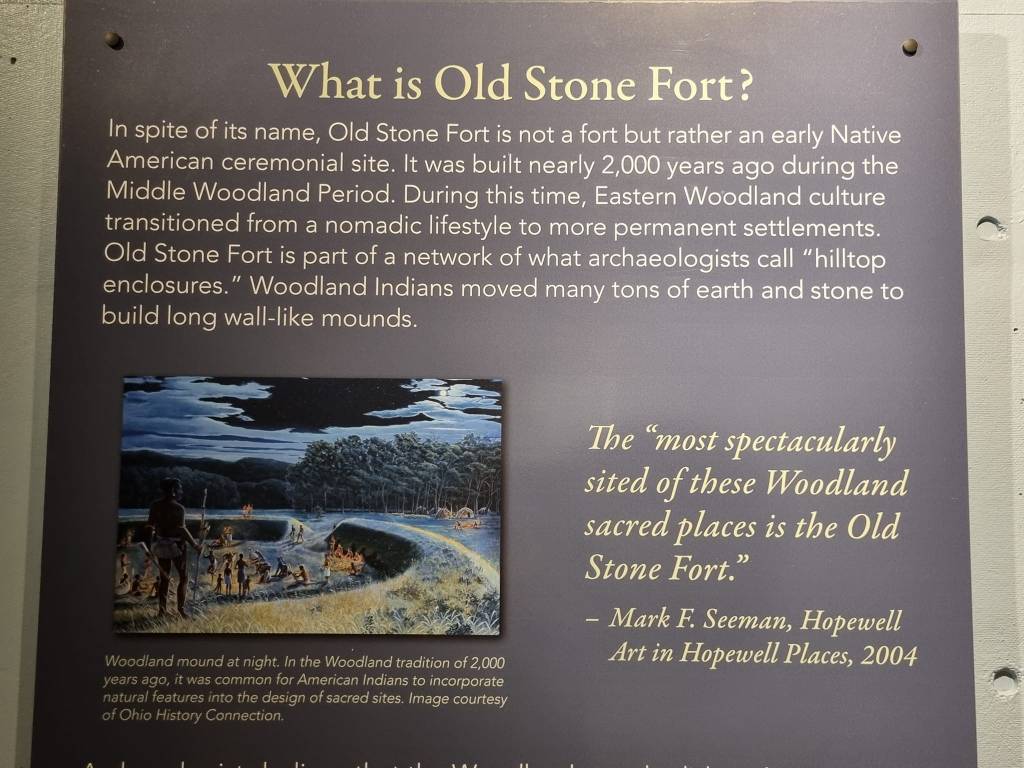 What is Old Stone Fort?
In spite of its name, Old Stone Fort is not a fort but rather an early Native
American ceremonial site. It was built nearly 2,000 years ago during the
Middle Woodland Period. During this time, Eastern Woodland culture
transitioned from a nomadic lifestyle to more permanent settlements.
Old Stone Fort is part of a network of what archaeologists call “hilltop
enclosures.” Woodland Indians moved many tons of earth and stone to
build long wall-like mounds.
The “most spectacularly
sited of these Woodland
sacred places is the Old
Stone Fort.”
– Mark F. Seeman, Hopewell
Art in Hopewell Places, 2004
Woodland mound at night. In the Woodland tradition of 2,000
years ago, it was common for American Indians to incorporate
natural features into the design of sacred sites. Image courtesy
of Ohio History Connection.